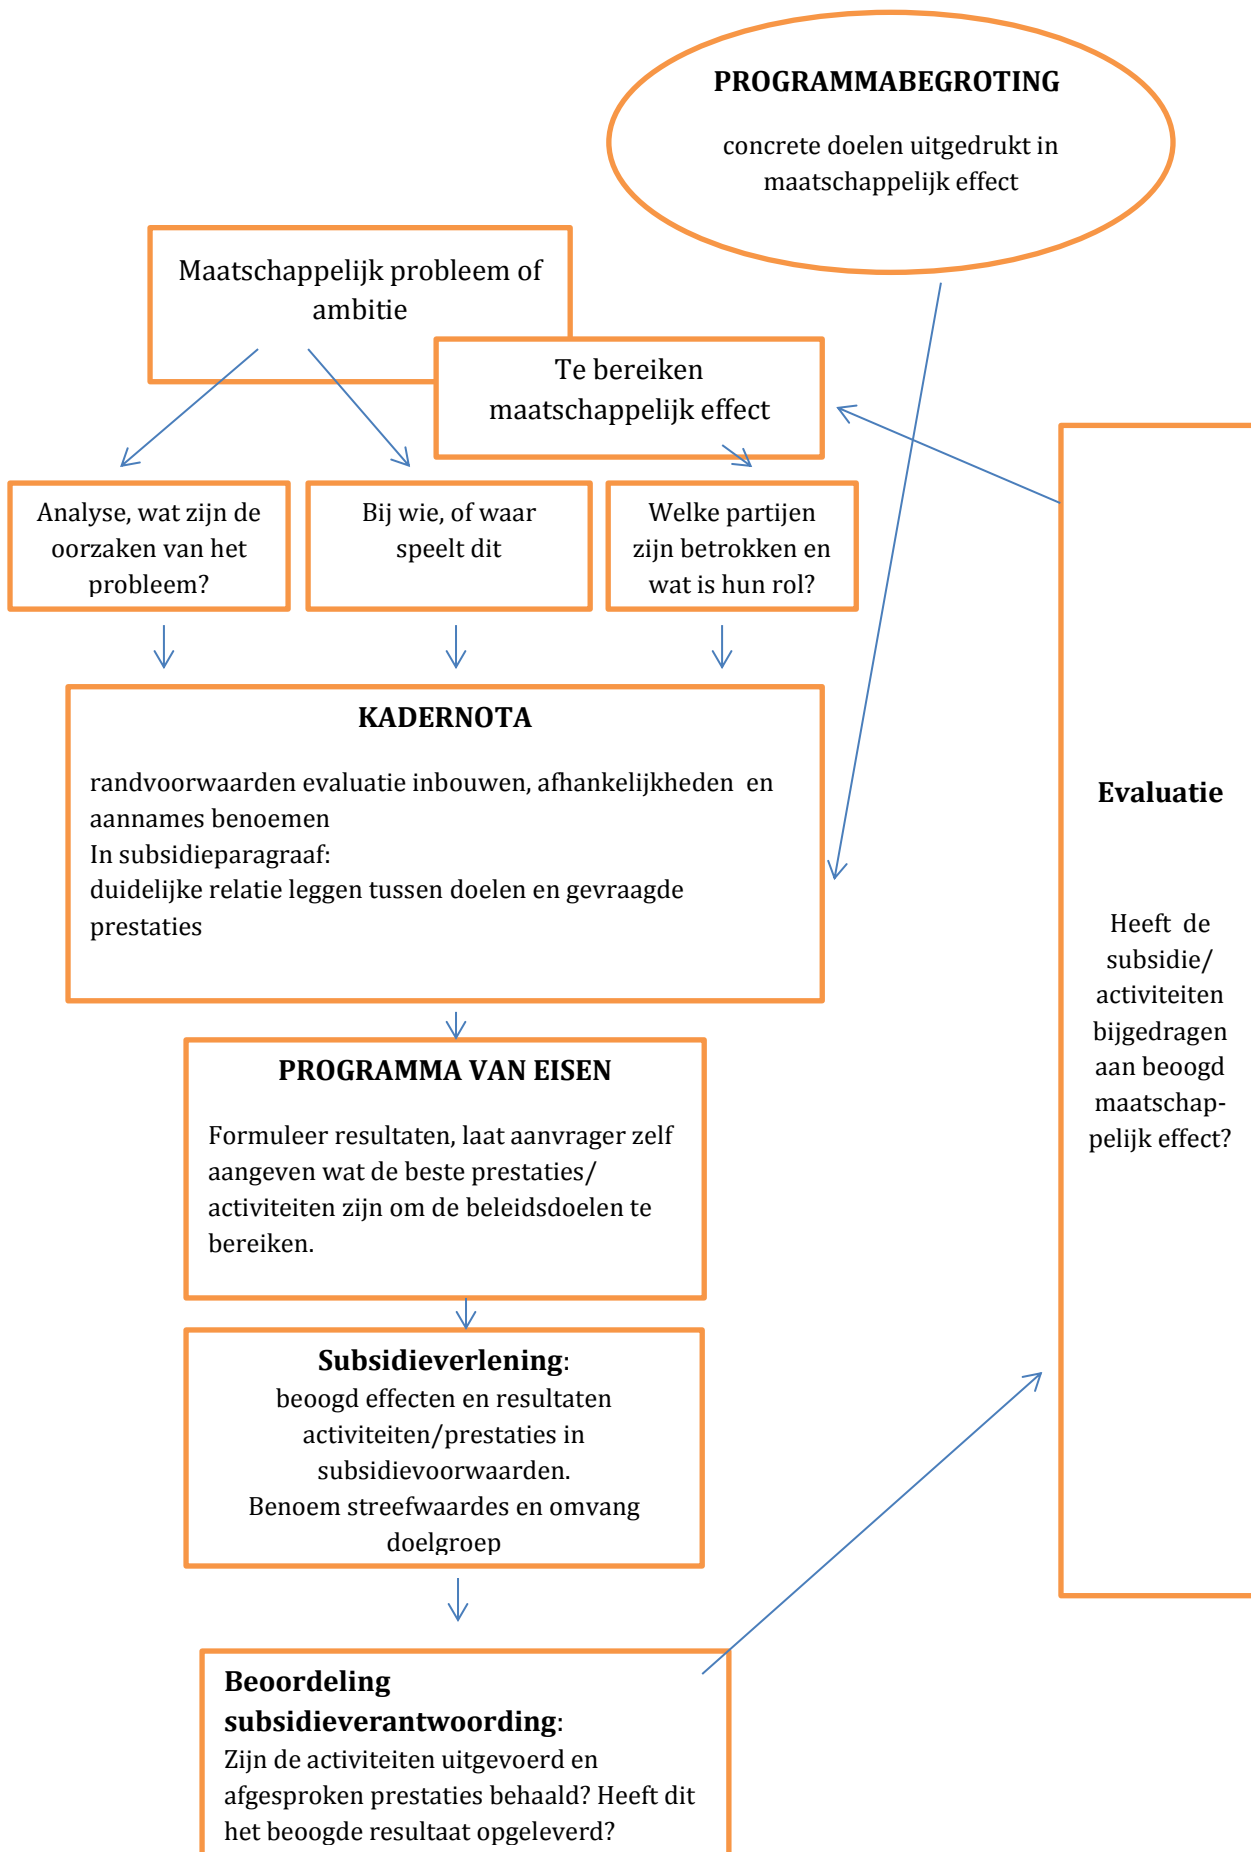 PROGRAMMABEGROTING
concrete doelen uitgedrukt in
maatschappelijk effect
Maatschappelijk probleem of
ambitie
Te bereiken
maatschappelijk effect
Analyse, wat zijn de
oorzaken van het
probleem?
Bij wie, of waar
speelt dit
Welke partijen
zijn betrokken en
wat is hun rol?
KADERNOTA
randvoorwaarden evaluatie inbouwen, afhankelijkheden  en
aannames benoemen
In subsidieparagraaf:
duidelijke relatie leggen tussen doelen en gevraagde
prestaties
PROGRAMMA VAN EISEN
Formuleer resultaten, laat aanvrager zelf
aangeven wat de beste prestaties/
activiteiten zijn om de beleidsdoelen te
bereiken.
Subsidieverlening:
beoogd effecten en resultaten
activiteiten/prestaties in
subsidievoorwaarden.
Benoem streefwaardes en omvang
doelgroep
Beoordeling
subsidieverantwoording:
Zijn de activiteiten uitgevoerd en
afgesproken prestaties behaald? Heeft dit
het beoogde resultaat opgeleverd?
Evaluatie
Heeft  de
subsidie/
activiteiten
bijgedragen
aan beoogd
maatschap-
pelijk effect?